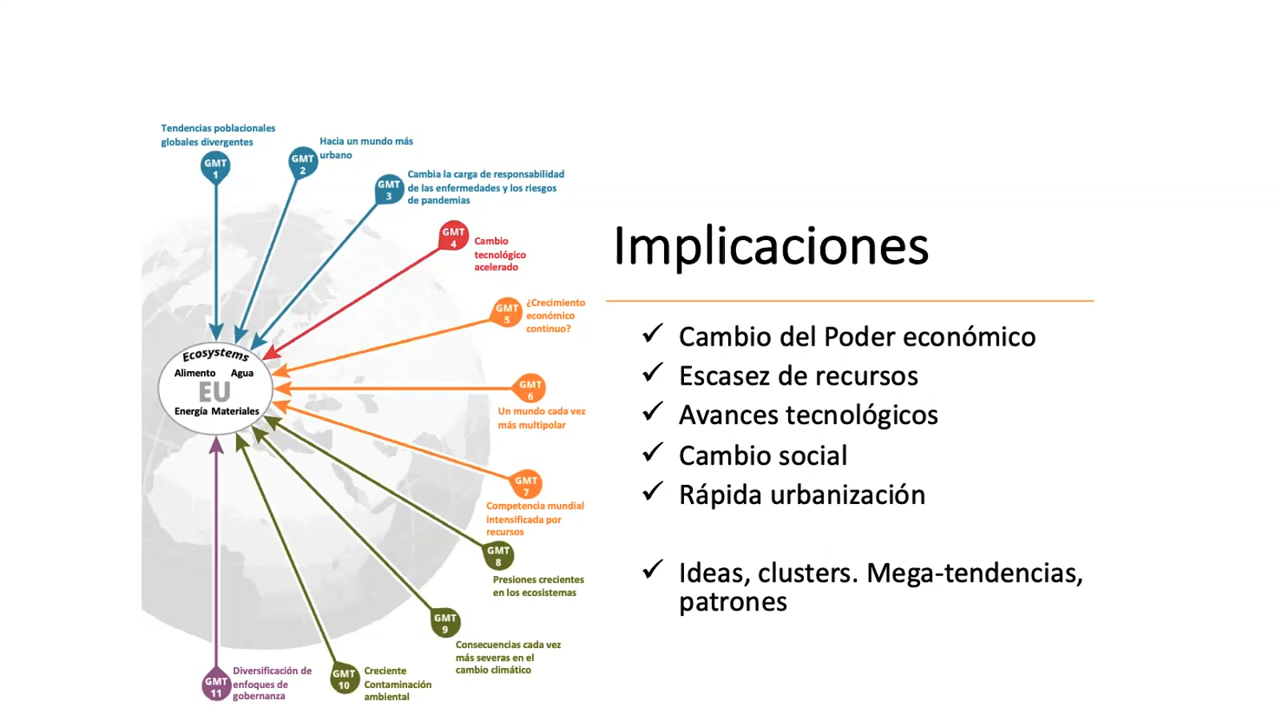 Tendencias poblacionales
globales divergentes
GMT
1
Hacia un mundo más
urbano
GMT
2
Cambia la carga de responsabilidad
de las enfermedades y los riesgos
de pandemias
GMT
3
GMT
4
Cambio
tecnológico
acelerado
GMT
5
¿Crecimiento
económico
continuo?
GMT
6
Un mundo cada vez
más multipolar
GMT
7
Competencia mundial
intensificada por
recursos
GMT
8
Presiones crecientes
en los ecosistemas
GMT
9
Consecuencias cada vez
más severas en el
cambio climático
GMT
10
Creciente
Contaminación
ambiental
GMT
11
Diversificación de
enfoques de
gobernanza
Ecosystems
Alimento Agua
EU
Energía Materiales
Implicaciones
✓ Cambio del Poder económico
✓ Escasez de recursos
✓ Avances tecnológicos
✓ Cambio social
✓ Rápida urbanización
✓ Ideas, clusters. Mega-tendencias,
patrones